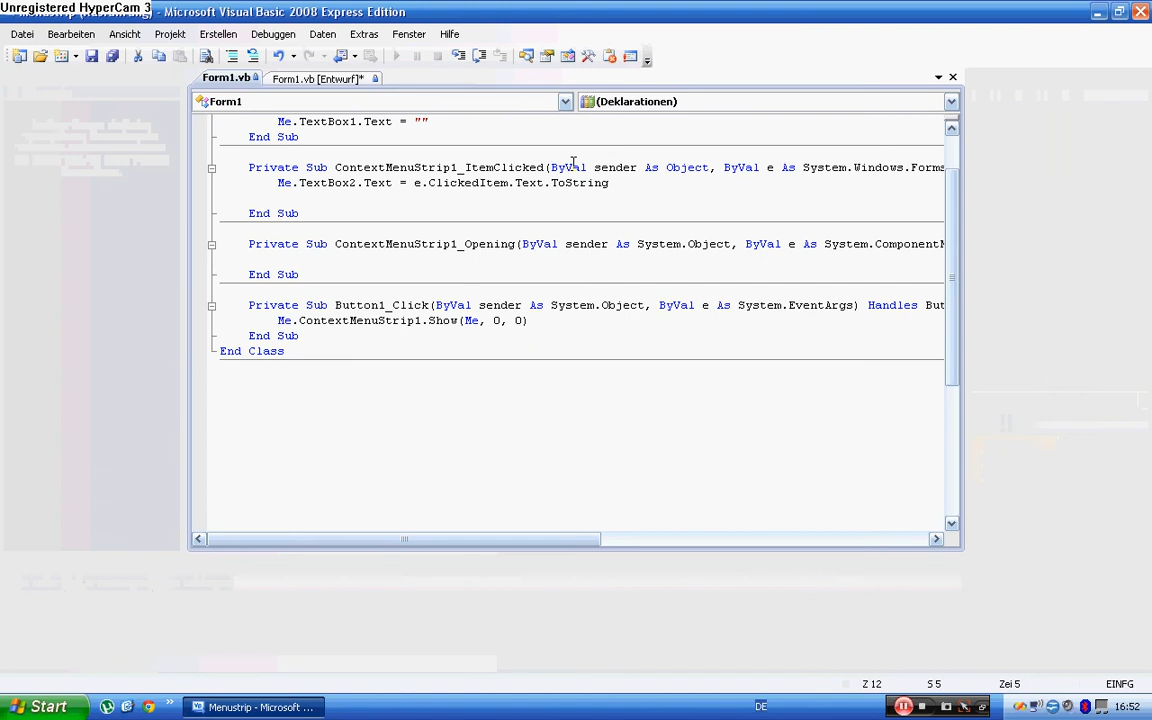 Unregistered HyperCam 3
- Microsoft Visual Basic 2008 Express Edition
Datei Bearbeiten Ansicht Projekt Erstellen Debuggen Daten Extras Fenster Hilfe
Form1.vb Form1.vb [Entwurf]*
Form1 (Deklarationen)
Me.TextBox1.Text = ""
End Sub
Private Sub ContextMenuStrip1_ItemClicked(ByVal sender As Object, ByVal e As System.Windows.Forms
Me.TextBox2.Text = e.ClickedItem.Text.ToString
End Sub
Private Sub ContextMenuStrip1_Opening(ByVal sender As System.Object, ByVal e As System.ComponentM
End Sub
Private Sub Button1_Click(ByVal sender As System.Object, ByVal e As System.EventArgs) Handles But
Me.ContextMenuStrip1.Show(Me, 0, 0)
End Sub
End Class
Z 12 S 5 Zei 5 EINFG
Start Menustrip - Microsoft ... DE 16:52